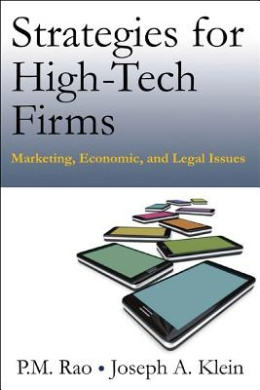 Strategies for
High-Tech
Firms
Marketing, Economic, and Legal Issues
P.M. Rao • Joseph A. Klein